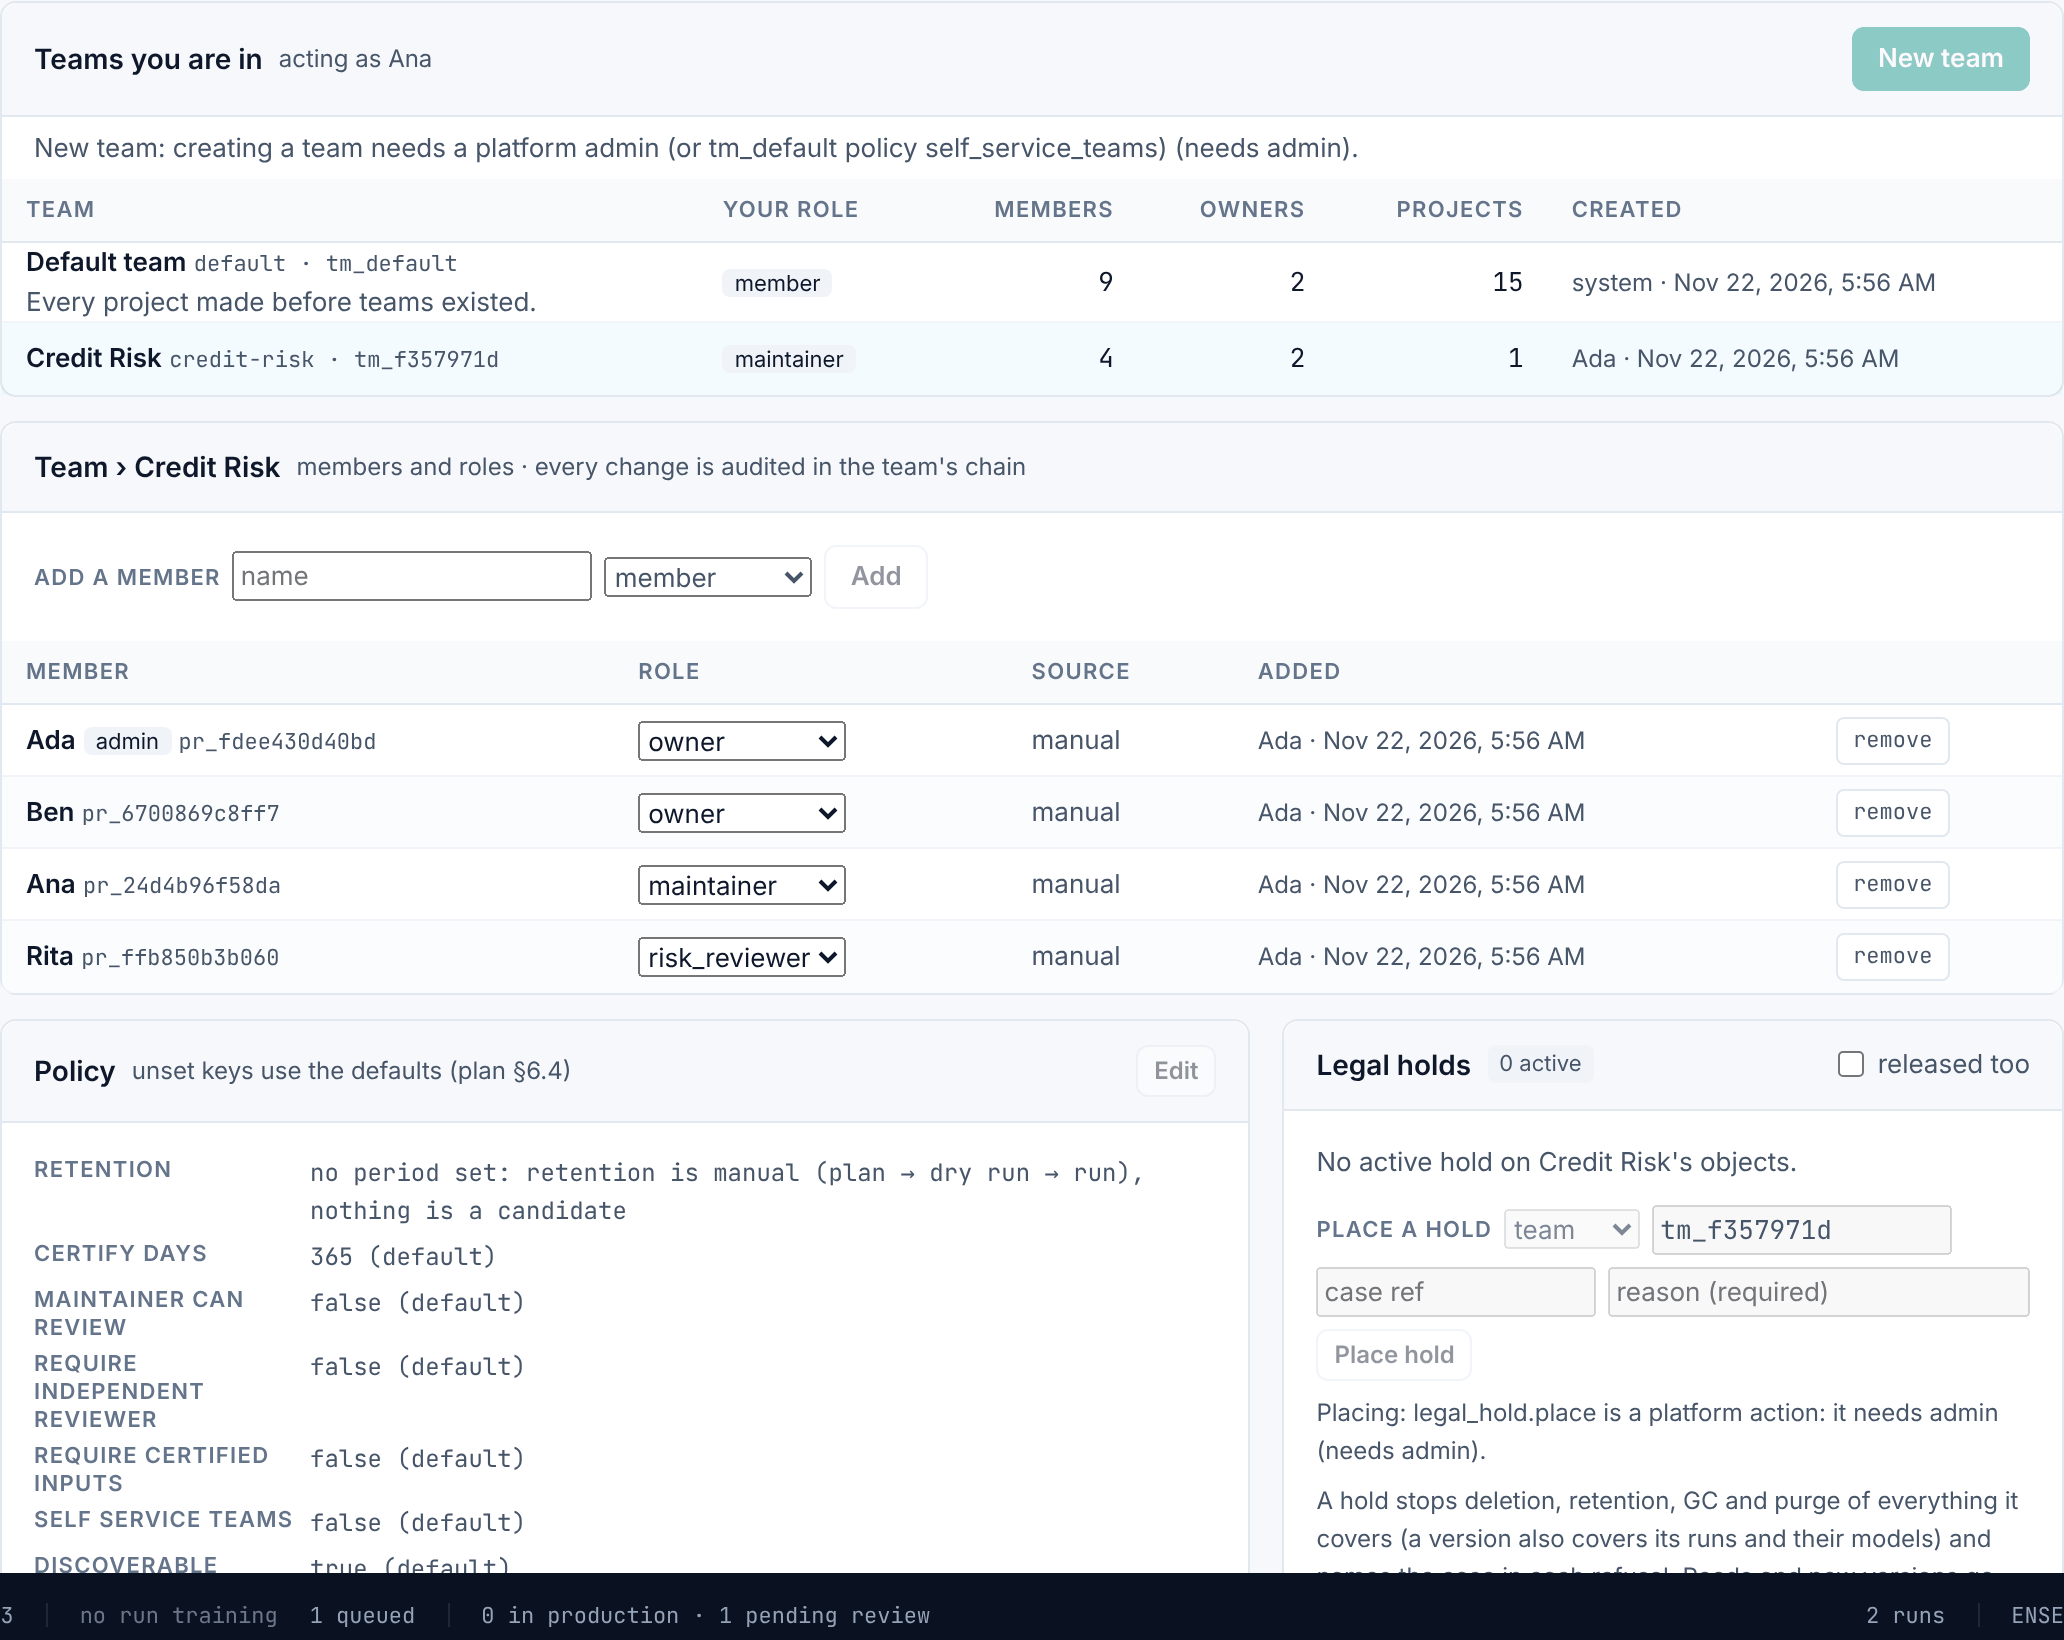 Teams you are in acting as Ana
New team
New team: creating a team needs a platform admin (or tm_default policy self_service_teams) (needs admin).
TEAM YOUR ROLE MEMBERS OWNERS PROJECTS CREATED
Default team default · tm_default
Every project made before teams existed.
member 9 2 15 system · Nov 22, 2026, 5:56 AM
Credit Risk credit-risk · tm_f357971d maintainer 4 2 1 Ada · Nov 22, 2026, 5:56 AM
Team › Credit Risk members and roles · every change is audited in the team's chain
ADD A MEMBER name member Add
MEMBER ROLE SOURCE ADDED
Ada admin pr_fdee430d40bd owner manual Ada · Nov 22, 2026, 5:56 AM remove
Ben pr_6700869c8ff7 owner manual Ada · Nov 22, 2026, 5:56 AM remove
Ana pr_24d4b96f58da maintainer manual Ada · Nov 22, 2026, 5:56 AM remove
Rita pr_ffb850b3b060 risk_reviewer manual Ada · Nov 22, 2026, 5:56 AM remove
Policy unset keys use the defaults (plan §6.4) Edit
RETENTION no period set: retention is manual (plan → dry run → run),
nothing is a candidate
CERTIFY DAYS 365 (default)
MAINTAINER CAN
REVIEW
false (default)
REQUIRE
INDEPENDENT
REVIEWER
false (default)
REQUIRE CERTIFIED
INPUTS
false (default)
SELF SERVICE TEAMS false (default)
DISCOVERABLE true (default)
Legal holds 0 active released too
No active hold on Credit Risk's objects.
PLACE A HOLD team tm_f357971d
case ref reason (required)
Place hold
Placing: legal_hold.place is a platform action: it needs admin
(needs admin).
A hold stops deletion, retention, GC and purge of everything it
covers (a version also covers its runs and their models) and
3 no run training 1 queued 0 in production · 1 pending review 2 runs ENSE